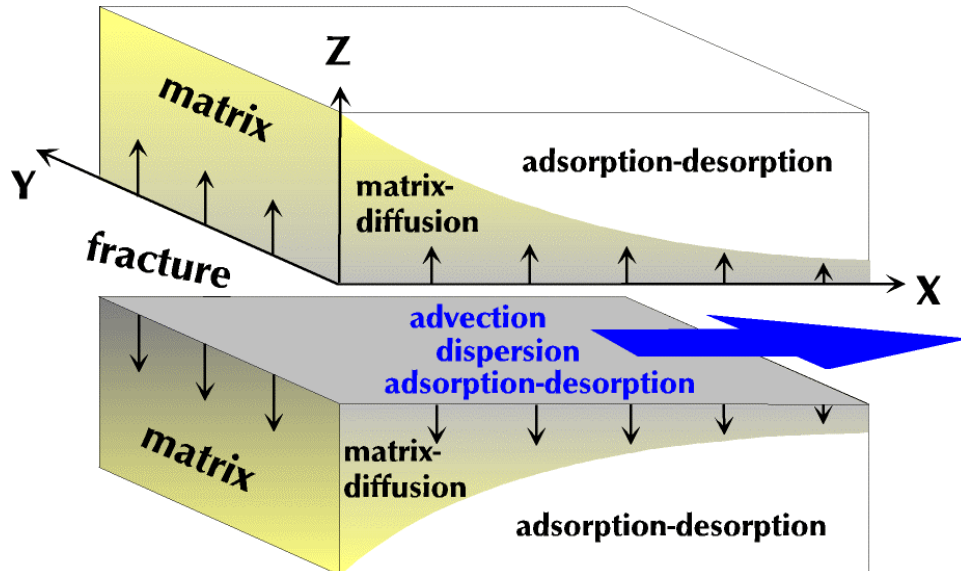 Z
matrix
adsorption-desorption
Y
matrix-
diffusion
fracture
X
advection
dispersion
adsorption-desorption
matrix
matrix-
diffusion
adsorption-desorption